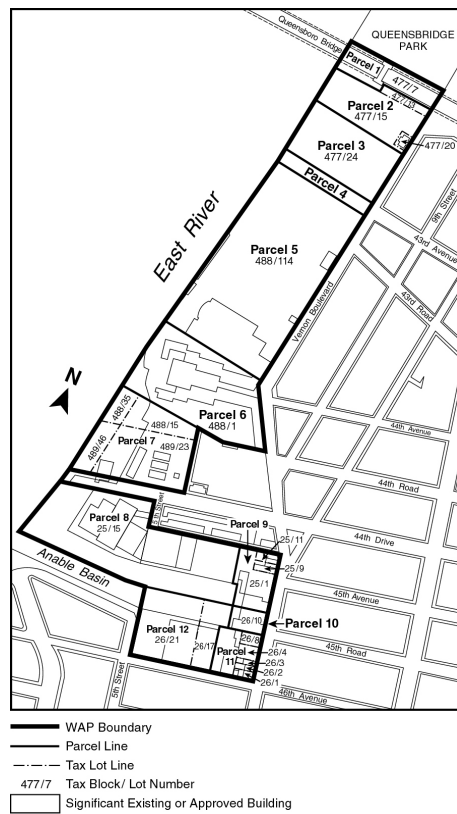 Queensboro Bridge
QUEENSBRIDGE
PARK
Parcel 1
477/7
477/13
Parcel 2
477/15
477/20
Parcel 3
477/24
Parcel 4
9th Street
43rd Avenue
East River
Parcel 5
488/114
Vernon Boulevard
43rd Road
N
488/35
488/15
Parcel 6
488/1
44th Avenue
489/46
Parcel 7
489/23
44th Road
5th Street
Parcel 8
25/15
Parcel 9
25/11
25/9
44th Drive
Anable Basin
25/1
45th Avenue
26/10
Parcel 10
Parcel 12
26/21
26/17
26/8
Parcel
11
26/4
26/3
26/2
26/1
45th Road
5th Street
46th Avenue
WAP Boundary
Parcel Line
Tax Lot Line
477/7 Tax Block/ Lot Number
Significant Existing or Approved Building